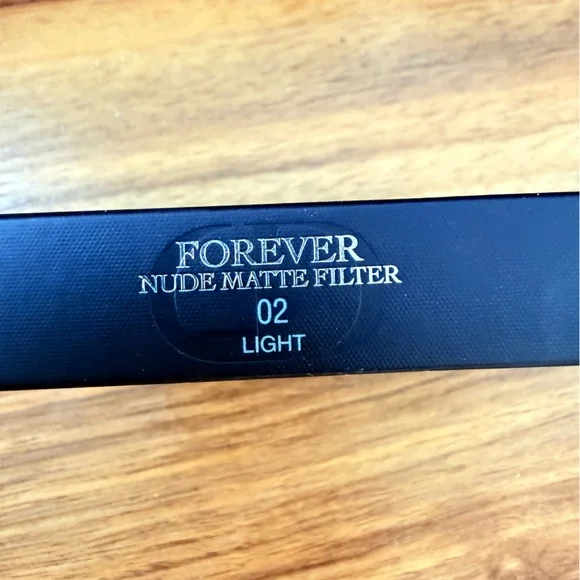 FOREVER
NUDE MATTE FILTER
02
LIGHT